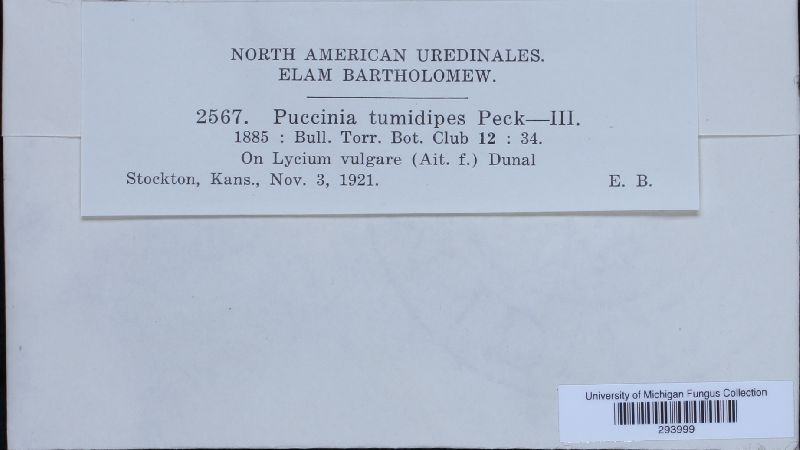 NORTH AMERICAN UREDINALES.
ELAM BARTHOLOMEW.
2567. Puccinia tumidipes Peck—III.
1885 : Bull. Torr. Bot. Club 12 : 34.
On Lycium vulgare (Ait. f.) Dunal
Stockton, Kans., Nov. 3, 1921. E. B.
University of Michigan Fungus Collection
293999